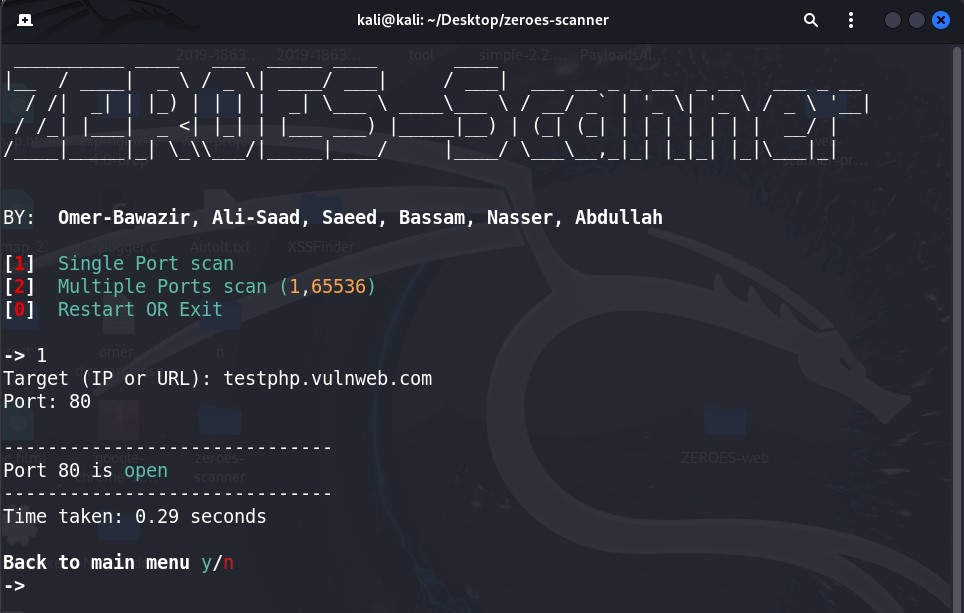 kali@kali: ~/Desktop/zeroes-scanner
2019-1863... 2019-1863... tool simple-2.2.... PayloadsAl...
ZEROES-Scanner
BY: Omer-Bawazir, Ali-Saad, Saeed, Bassam, Nasser, Abdullah
map_2 logger.c AutoIt.txt XSSFinder
[1] Single Port scan
[2] Multiple Ports scan (1,65536)
[0] Restart OR Exit
omer n
-> 1
Target (IP or URL): testphp.vulnweb.com
Port: 80
-------------------------------
google- zeroes-scanner ZEROES-web
Port 80 is open
-------------------------------
Time taken: 0.29 seconds
Back to main menu y/n
->